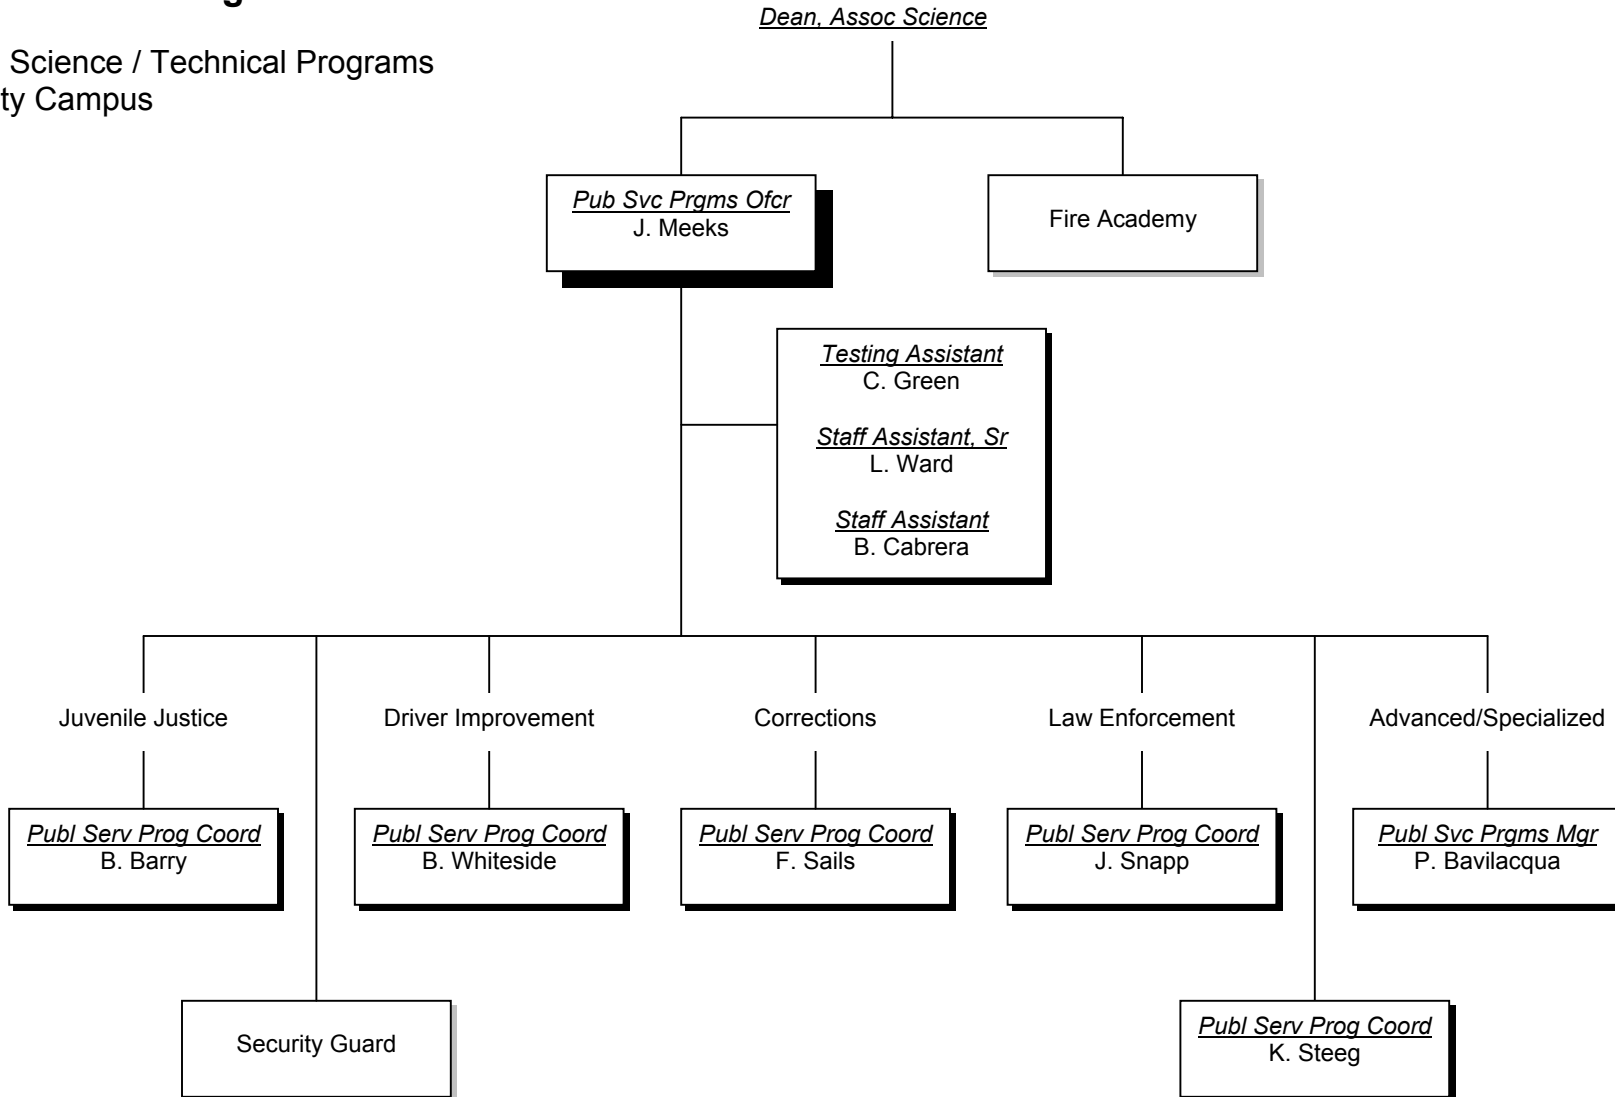 Dean, Assoc Science
Science / Technical Programs
ty Campus
Pub Svc Prgms Ofcr
J. Meeks
Fire Academy
Testing Assistant
C. Green
Staff Assistant, Sr
L. Ward
Staff Assistant
B. Cabrera
Juvenile Justice
Driver Improvement
Corrections
Law Enforcement
Advanced/Specialized
Publ Serv Prog Coord
B. Barry
Publ Serv Prog Coord
B. Whiteside
Publ Serv Prog Coord
F. Sails
Publ Serv Prog Coord
J. Snapp
Publ Svc Prgms Mgr
P. Bavilacqua
Security Guard
Publ Serv Prog Coord
K. Steeg